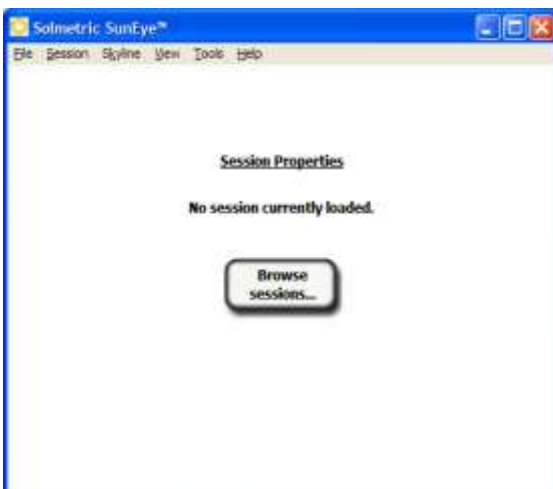 Solmetric SunEye™
File Session Skyline View Tools Help
Session Properties
No session currently loaded.
Browse
sessions...